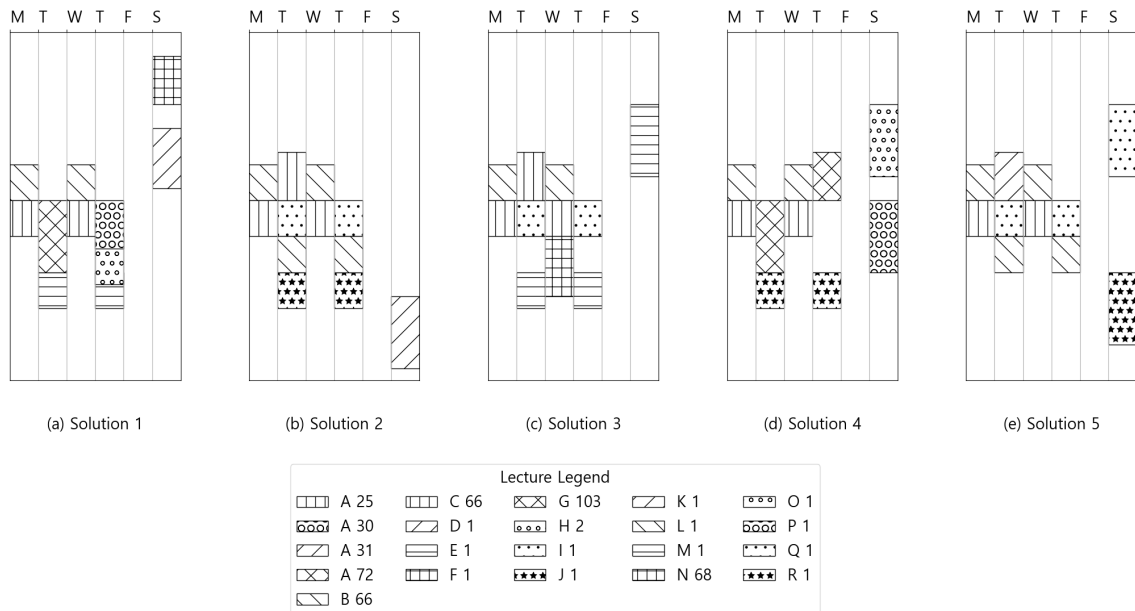 M T W T F S M T W T F S M T W T F S M T W T F S M T W T F S
(a) Solution 1 (b) Solution 2 (c) Solution 3 (d) Solution 4 (e) Solution 5
Lecture Legend
A 25 C 66 G 103 K 1 O 1
A 30 D 1 H 2 L 1 P 1
A 31 E 1 I 1 M 1 Q 1
A 72 F 1 J 1 N 68 R 1
B 66